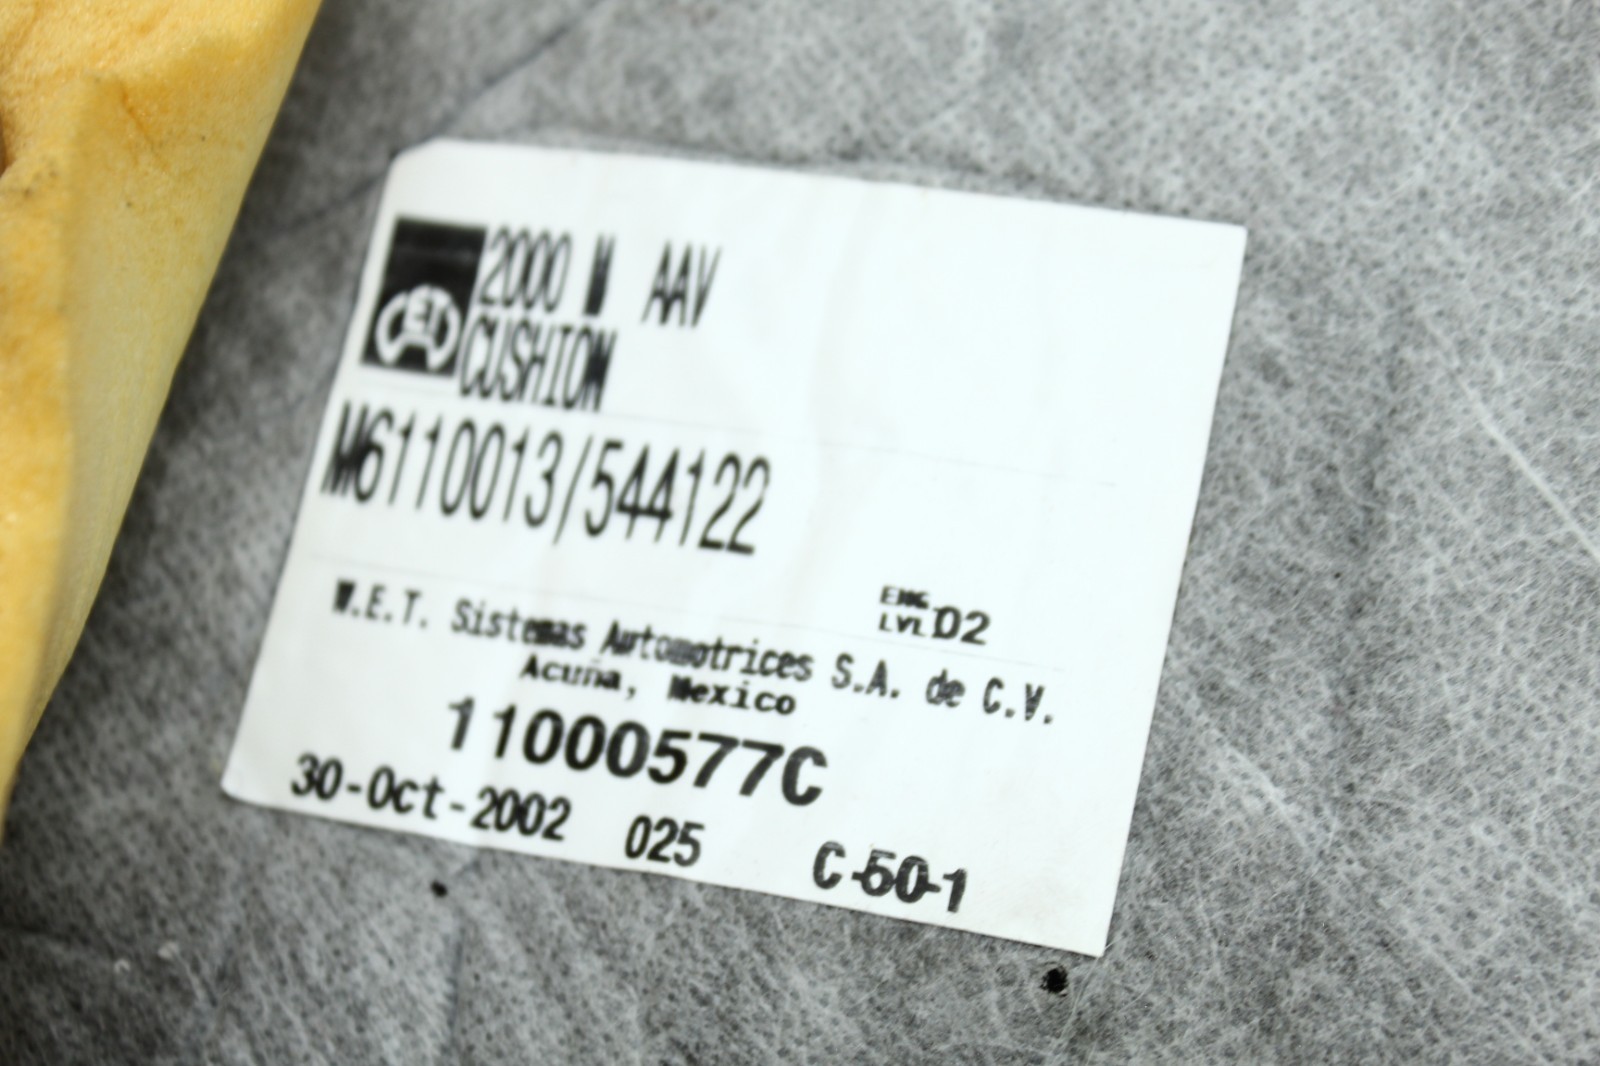 2000 M AAV
CUSHION
M6110013/544122
ENG
LVL D2
W.E.T. Sistemas Automotrices S.A. de C.V.
Acuña, Mexico
11000577C
30-Oct-2002 025 C-50-1